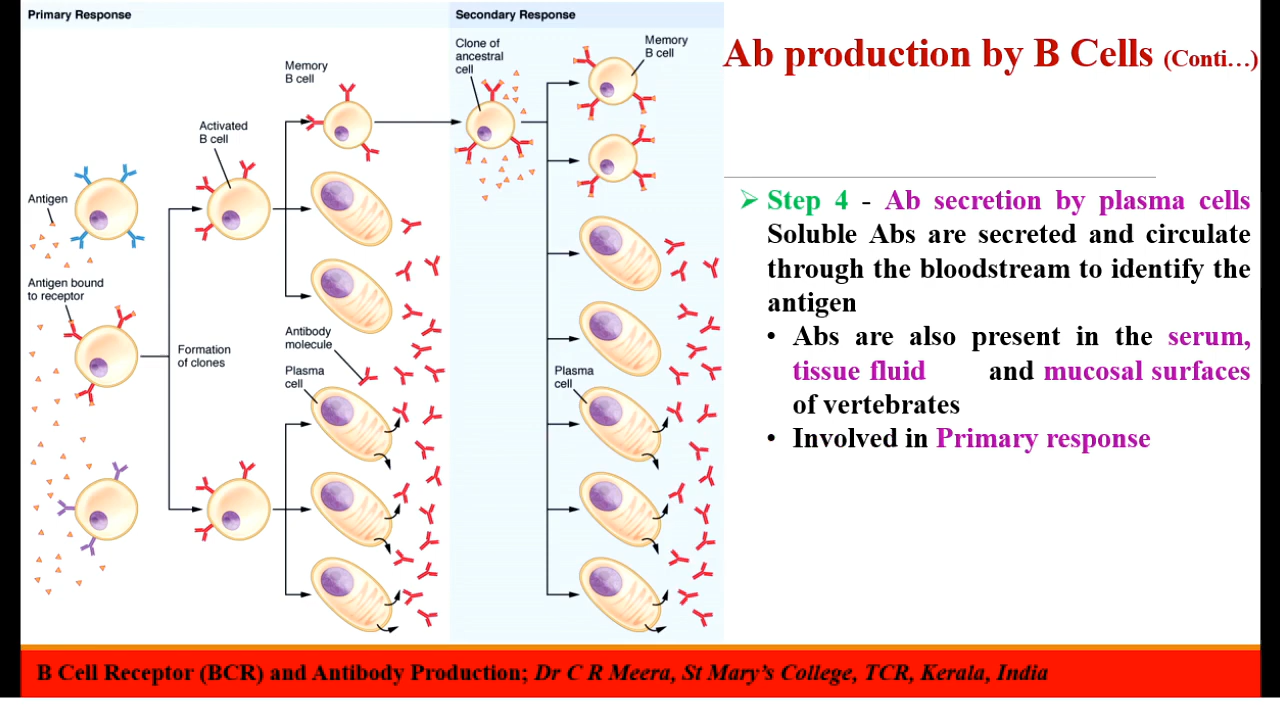 Primary Response
Secondary Response
Clone of
ancestral
cell
Memory
B cell
Memory
B cell
Activated
B cell
Antigen
Antigen bound
to receptor
Formation
of clones
Antibody
molecule
Plasma
cell
Plasma
cell
Ab production by B Cells (Conti…)
➢ Step 4 - Ab secretion by plasma cells
Soluble Abs are secreted and circulate
through the bloodstream to identify the
antigen
• Abs are also present in the serum,
tissue fluid and mucosal surfaces
of vertebrates
• Involved in Primary response
B Cell Receptor (BCR) and Antibody Production; Dr C R Meera, St Mary’s College, TCR, Kerala, India